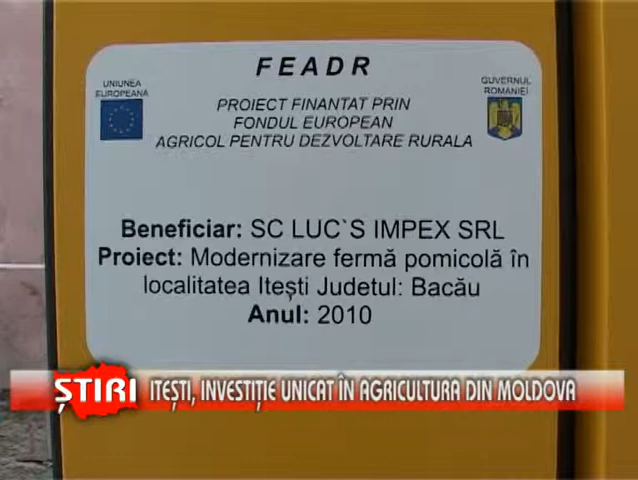 FEADR
UNIUNEA
EUROPEANA
GUVERNUL
ROMANIEI
PROIECT FINANTAT PRIN
FONDUL EUROPEAN
AGRICOL PENTRU DEZVOLTARE RURALA
Beneficiar: SC LUC`S IMPEX SRL
Proiect: Modernizare fermă pomicolă în
localitatea Itești Judetul: Bacău
Anul: 2010
ȘTIRI ITEȘTI, INVESTIȚIE UNICAT ÎN AGRICULTURA DIN MOLDOVA